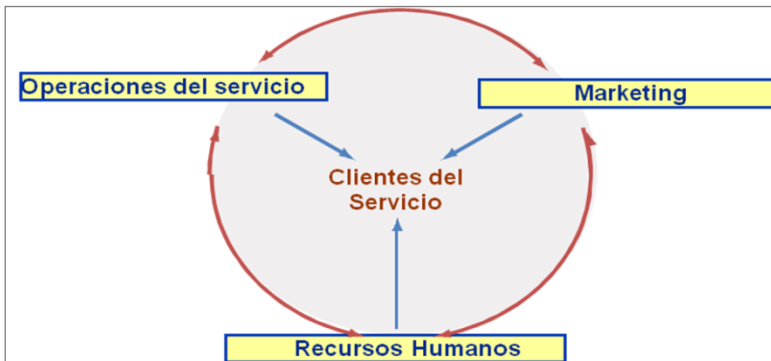 Operaciones del servicio
Marketing
Clientes del
Servicio
Recursos Humanos